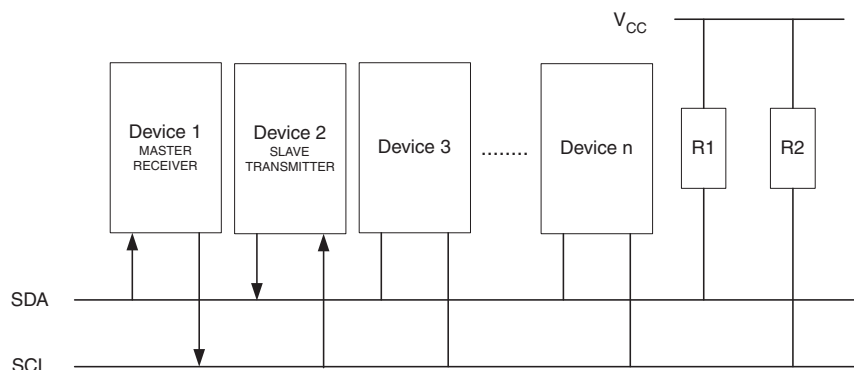 VCC
Device 1
MASTER
RECEIVER
Device 2
SLAVE
TRANSMITTER
Device 3
........
Device n
R1
R2
SDA
SCL